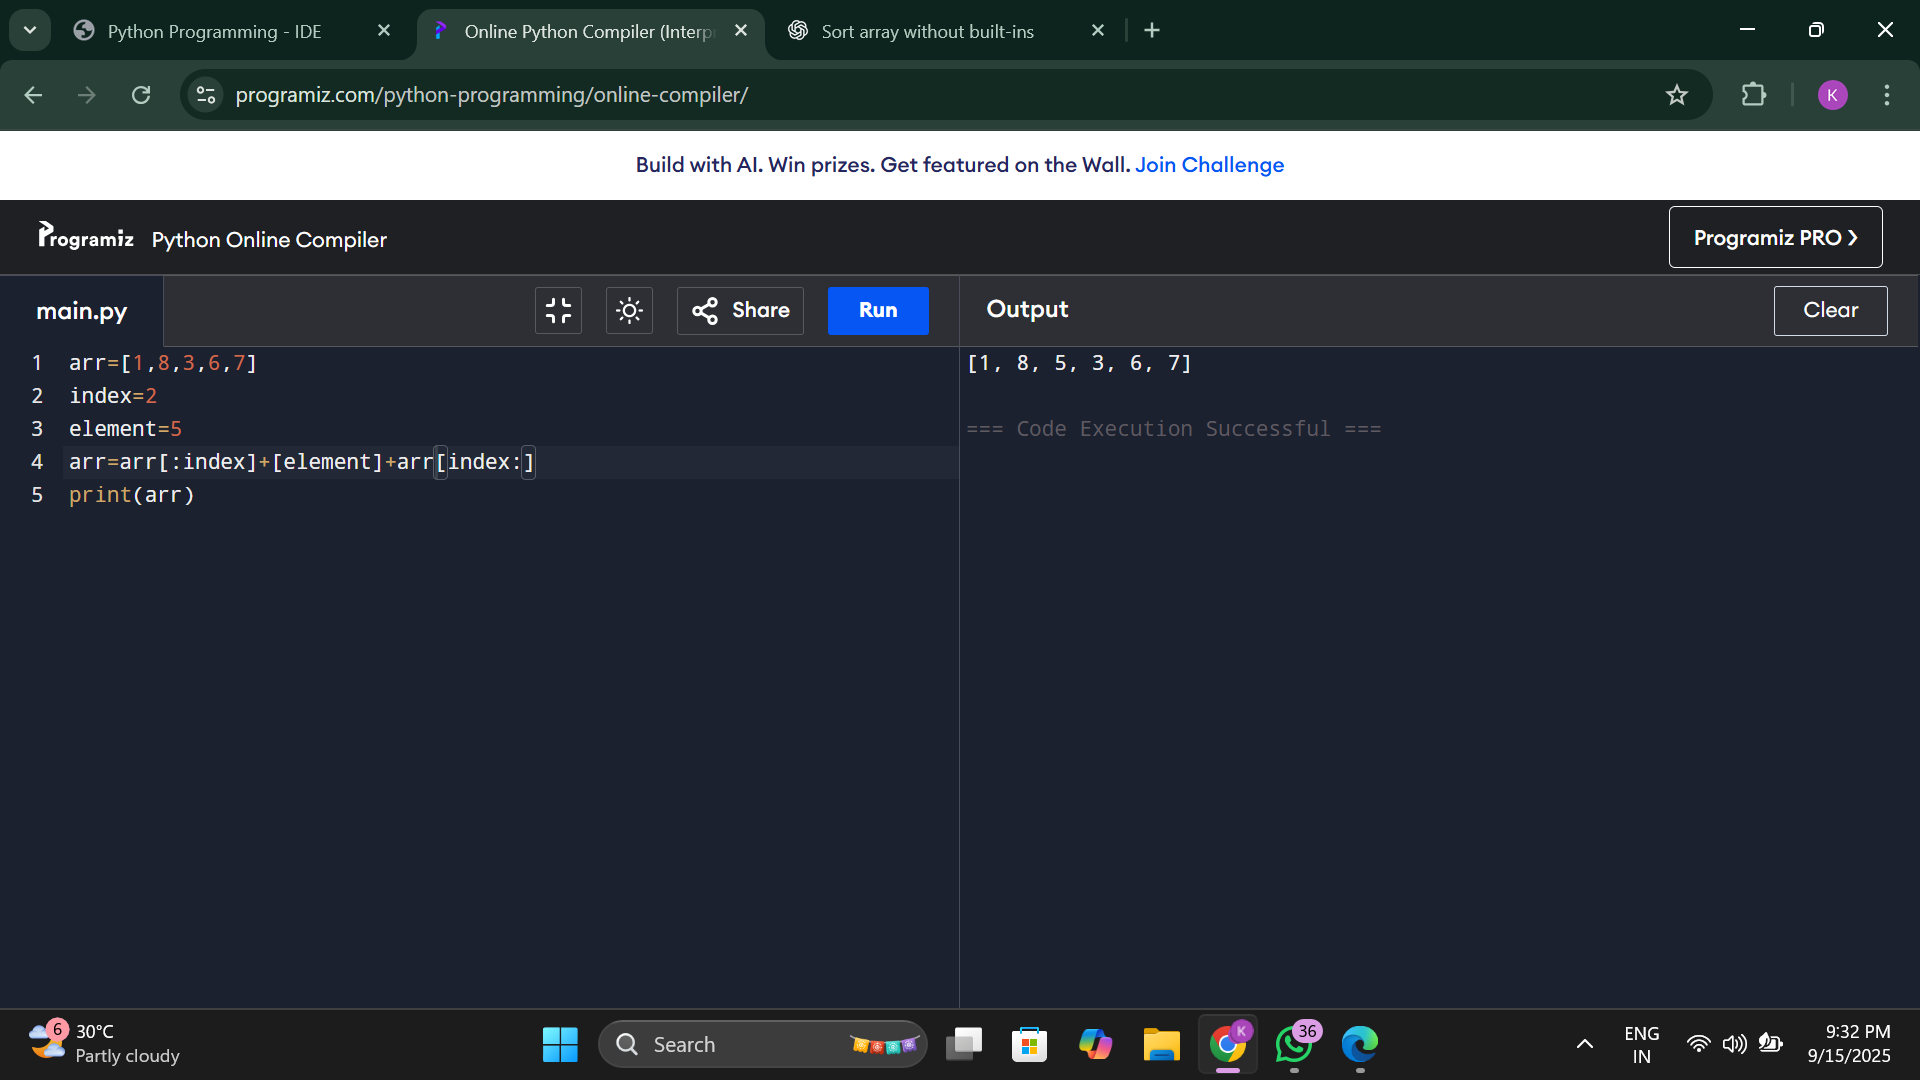 Python Programming - IDE
Online Python Compiler (Interp
Sort array without built-ins
programiz.com/python-programming/online-compiler/
K
Build with AI. Win prizes. Get featured on the Wall. Join Challenge
Programiz Python Online Compiler
Programiz PRO
main.py
Share
Run
Output
Clear
1 arr=[1,8,3,6,7]
2 index=2
3 element=5
4 arr=arr[:index]+[element]+arr[index:]
5 print(arr)
[1, 8, 5, 3, 6, 7]
=== Code Execution Successful ===
6
30°C
Partly cloudy
Search
K
36
ENG
IN
9:32 PM
9/15/2025